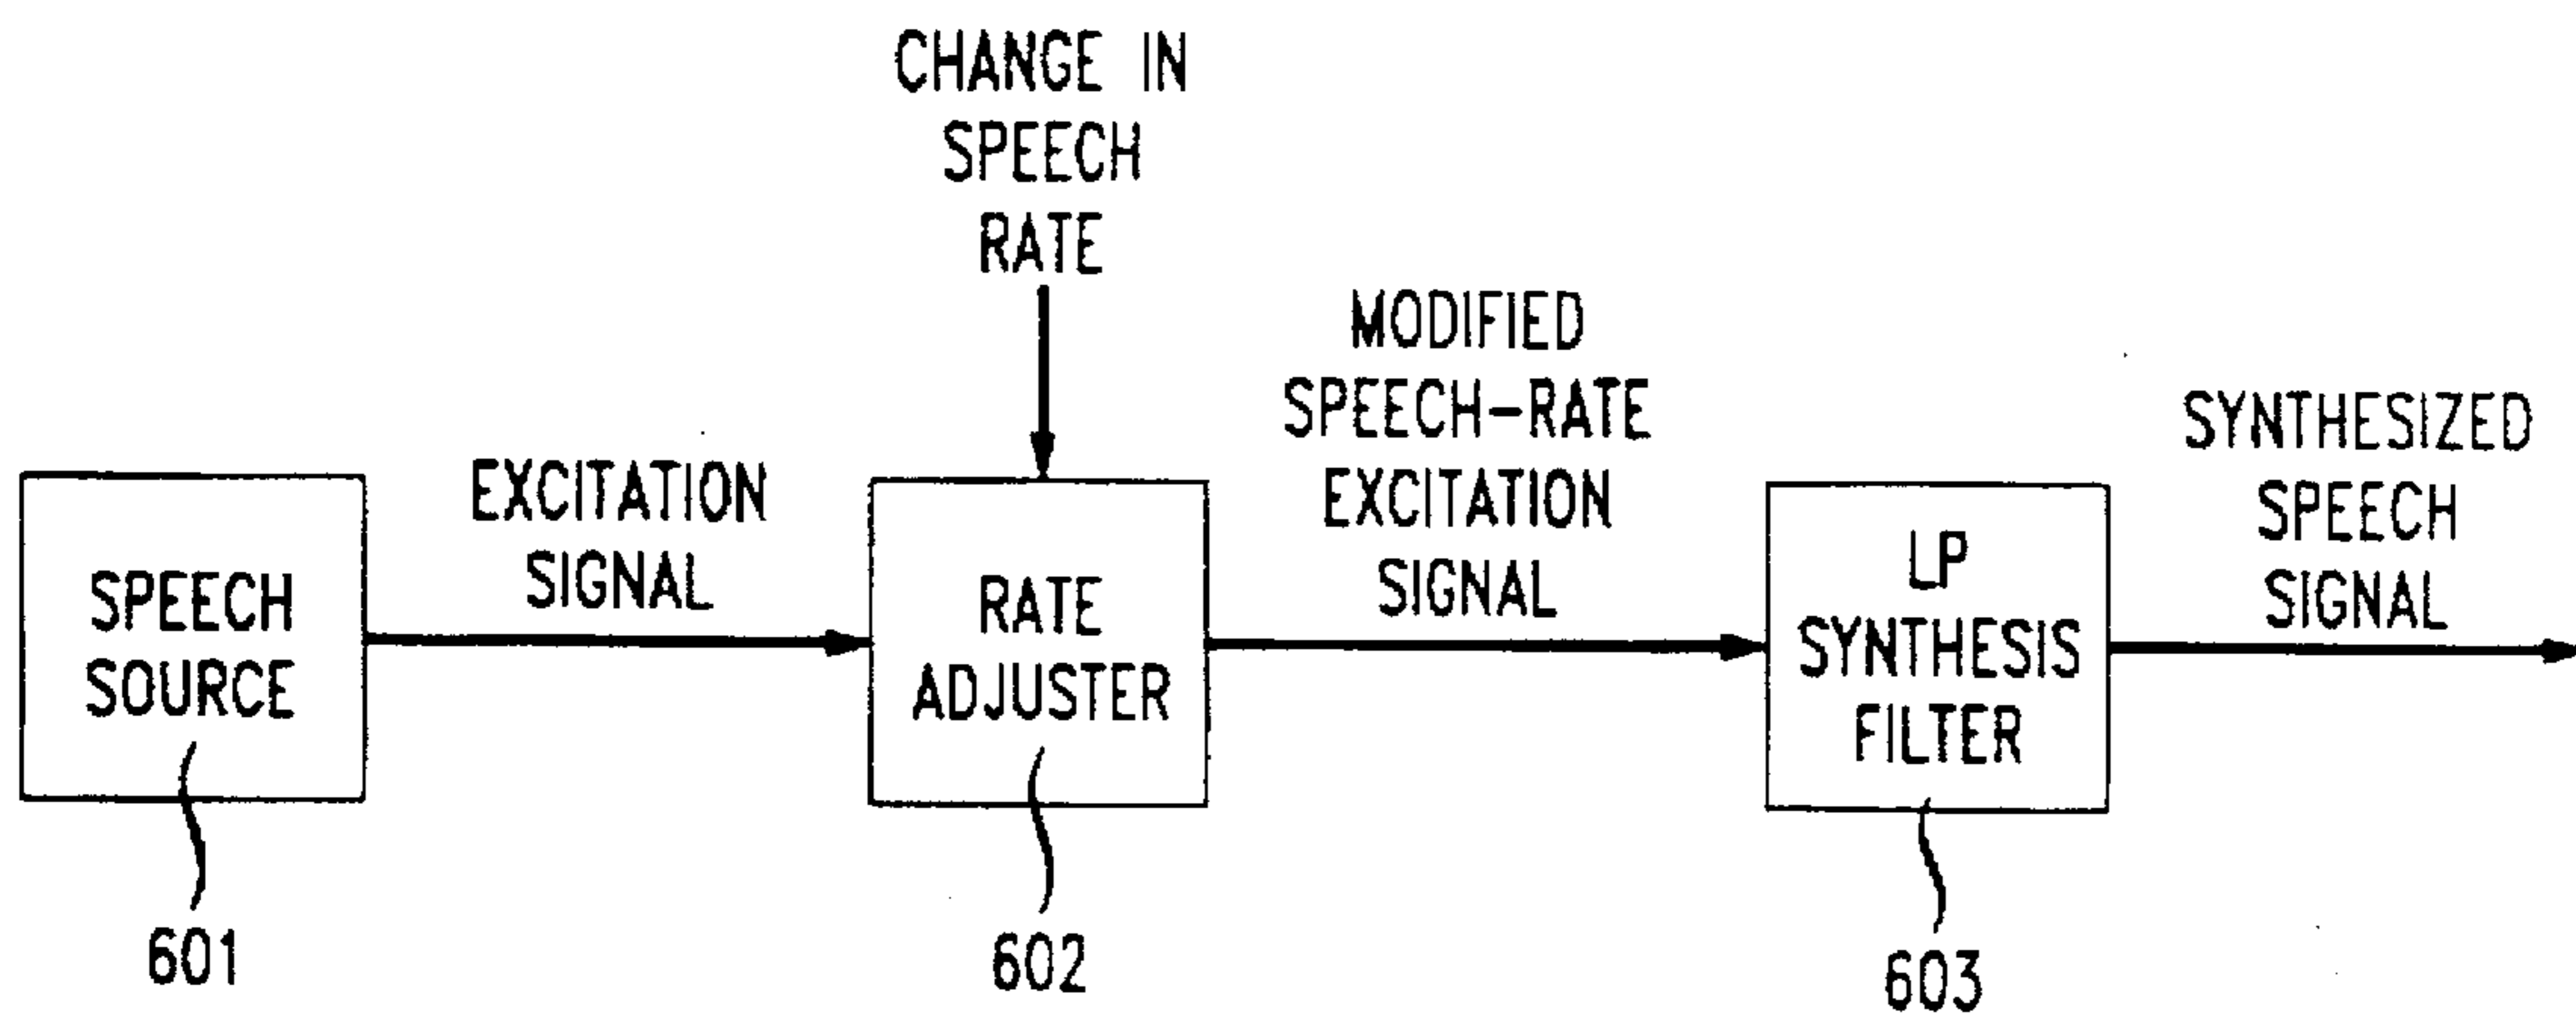 CHANGE IN
SPEECH
RATE
EXCITATION
SIGNAL
MODIFIED
SPEECH-RATE
EXCITATION
SIGNAL
SYNTHESIZED
SPEECH
SIGNAL
SPEECH
SOURCE
RATE
ADJUSTER
LP
SYNTHESIS
FILTER
601
602
603